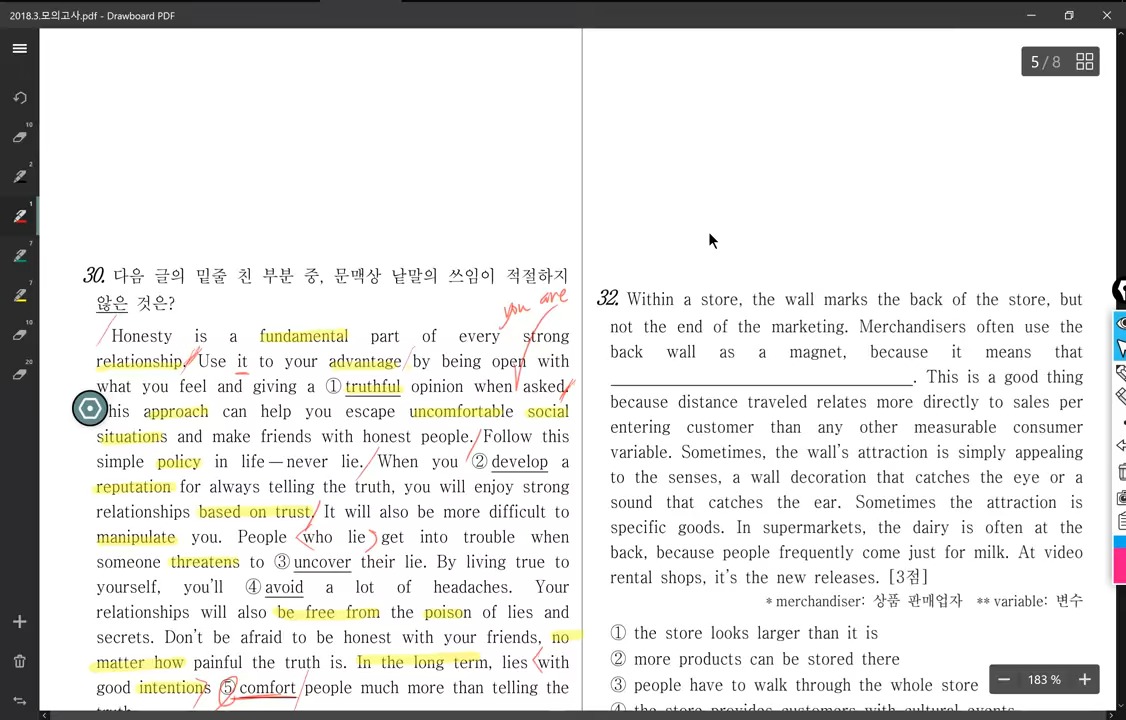 2018.3.모의고사.pdf - Drawboard PDF
5 / 8
30. 다음 글의 밑줄 친 부분 중, 문맥상 낱말의 쓰임이 적절하지
않은 것은?
you are
Honesty is a fundamental part of every strong
relationship. Use it to your advantage by being open with
what you feel and giving a ① truthful opinion when asked.
his approach can help you escape uncomfortable social
situations and make friends with honest people. Follow this
simple policy in life — never lie. When you ② develop a
reputation for always telling the truth, you will enjoy strong
relationships based on trust. It will also be more difficult to
manipulate you. People who lie get into trouble when
someone threatens to ③ uncover their lie. By living true to
yourself, you'll ④ avoid a lot of headaches. Your
relationships will also be free from the poison of lies and
secrets. Don't be afraid to be honest with your friends, no
matter how painful the truth is. In the long term, lies with
good intentions ⑤ comfort people much more than telling the
truth.
32. Within a store, the wall marks the back of the store, but
not the end of the marketing. Merchandisers often use the
back wall as a magnet, because it means that
. This is a good thing
because distance traveled relates more directly to sales per
entering customer than any other measurable consumer
variable. Sometimes, the wall's attraction is simply appealing
to the senses, a wall decoration that catches the eye or a
sound that catches the ear. Sometimes the attraction is
specific goods. In supermarkets, the dairy is often at the
back, because people frequently come just for milk. At video
rental shops, it's the new releases. [3점]
* merchandiser: 상품 판매업자 ** variable: 변수
① the store looks larger than it is
② more products can be stored there
③ people have to walk through the whole store
④ the store provides customers with cultural events
183 %
10
2
1
7
7
10
20